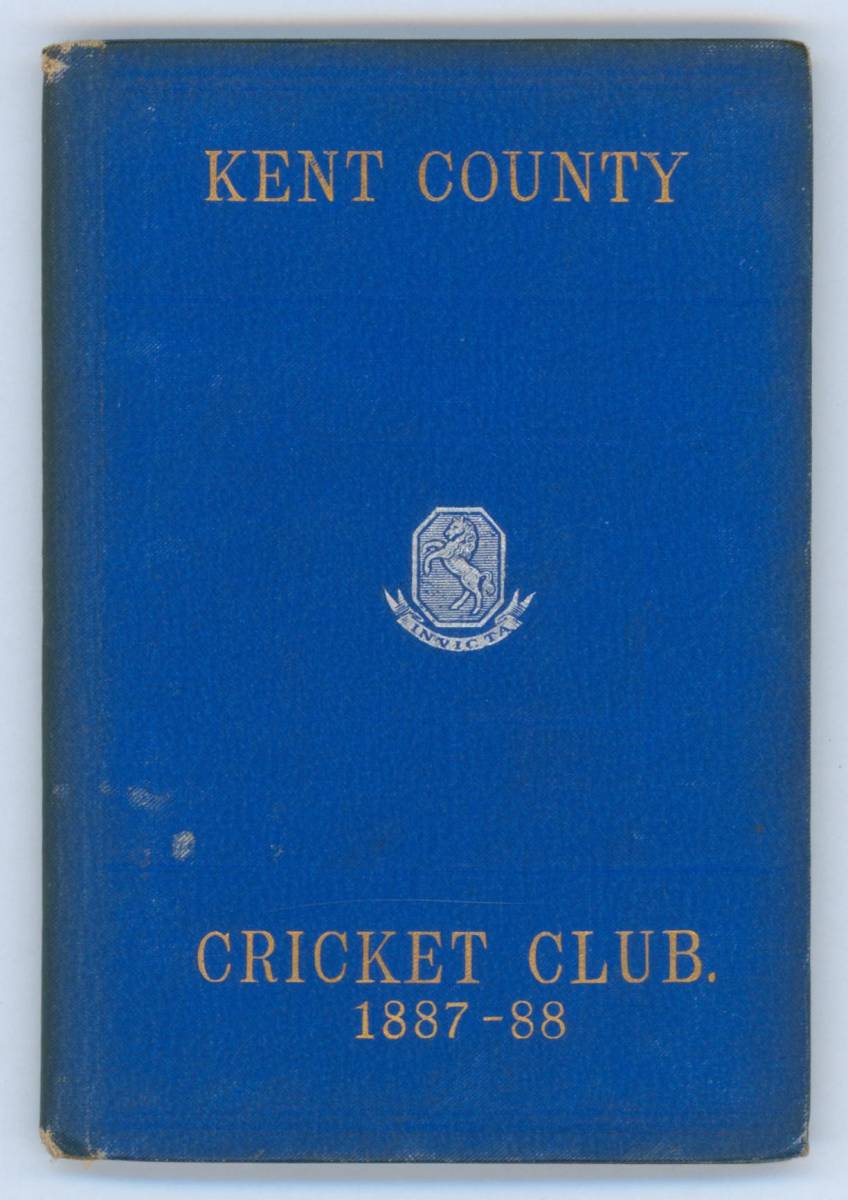 KENT COUNTY
INVICTA
CRICKET CLUB.
1887-88